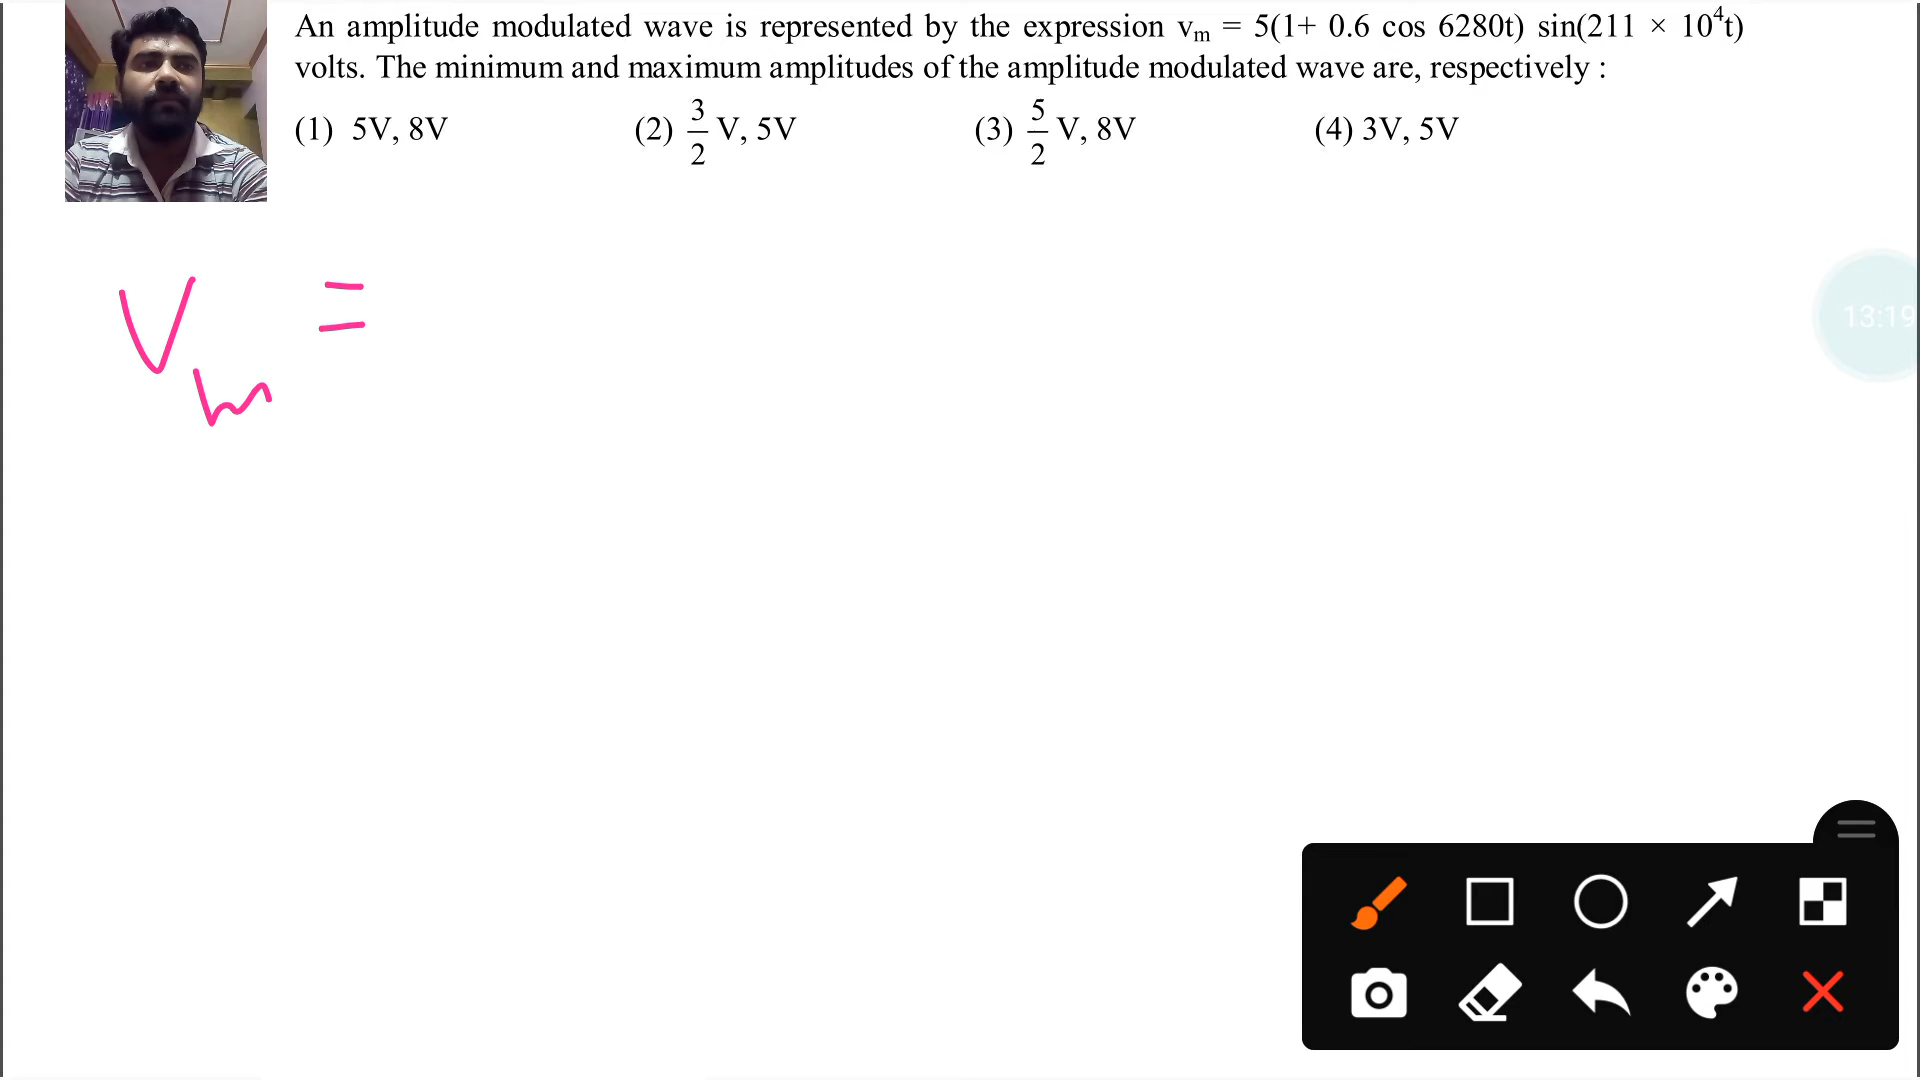 An amplitude modulated wave is represented by the expression vₘ = 5(1+ 0.6 cos 6280t) sin(211 × 10⁴t)
volts. The minimum and maximum amplitudes of the amplitude modulated wave are, respectively :
(1) 5V, 8V (2) 3/2 V, 5V (3) 5/2 V, 8V (4) 3V, 5V
Vₘ =
13:19